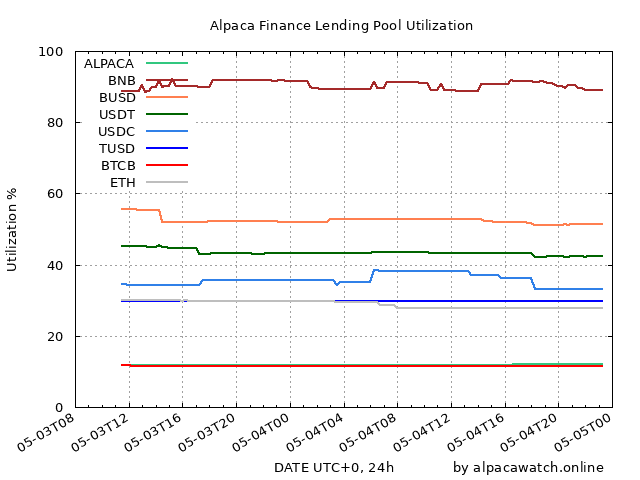 Alpaca Finance Lending Pool Utilization
100
80
60
40
20
0
Utilization %
ALPACA
BNB
BUSD
USDT
USDC
TUSD
BTCB
ETH
05-03T08
05-03T12
05-03T16
05-03T20
05-04T00
05-04T04
05-04T08
05-04T12
05-04T16
05-04T20
05-05T00
DATE UTC+0, 24h
by alpacawatch.online